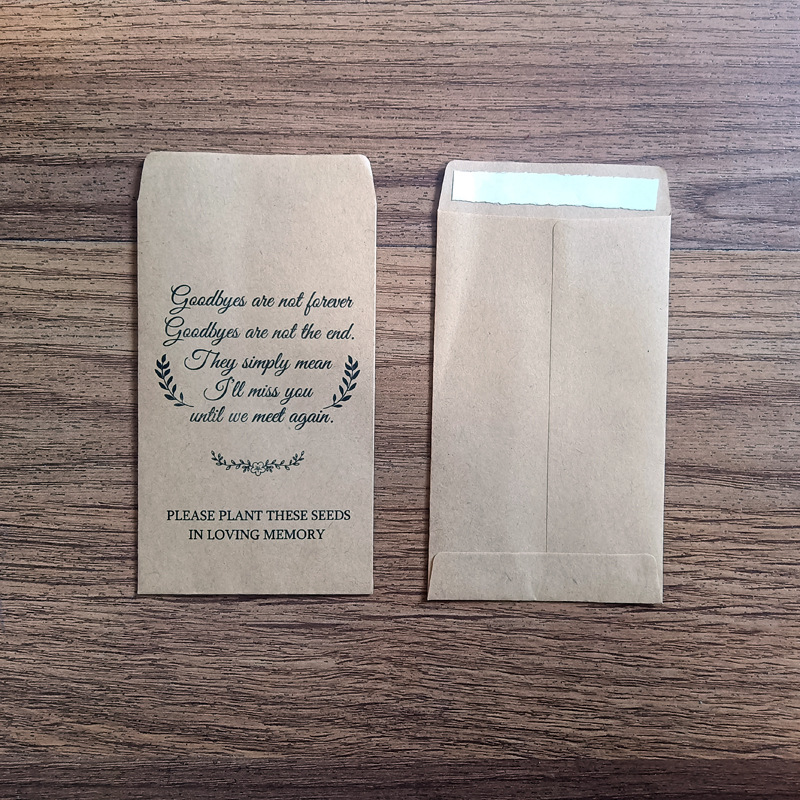 Goodbyes are not forever
Goodbyes are not the end.
They simply mean
I'll miss you
until we meet again.
PLEASE PLANT THESE SEEDS
IN LOVING MEMORY